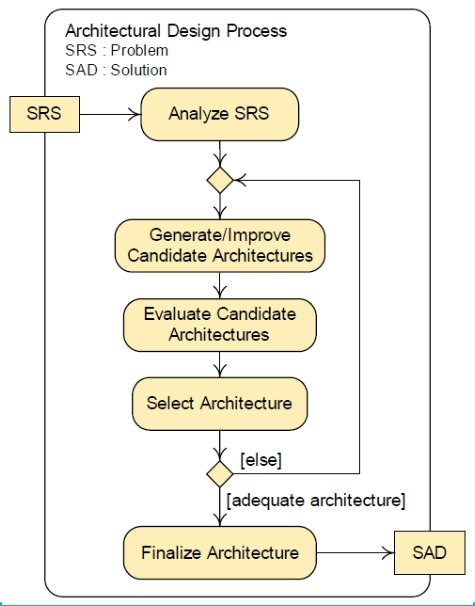 Architectural Design Process
SRS : Problem
SAD : Solution
SRS
Analyze SRS
Generate/Improve
Candidate Architectures
Evaluate Candidate
Architectures
Select Architecture
[else]
[adequate architecture]
Finalize Architecture
SAD